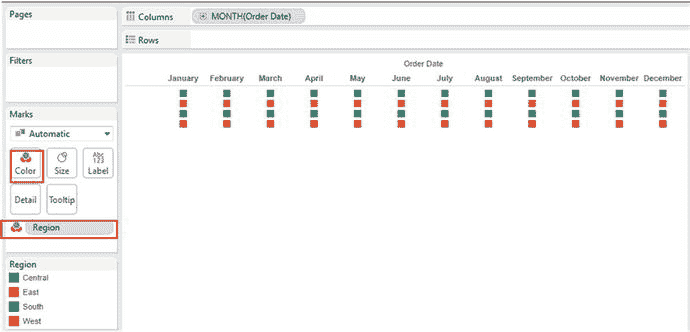 Pages
Columns
MONTH(Order Date)
Rows
Filters
Order Date
January February March April May June July August September October November December
Marks
Automatic
Abc
123
Color Size Label
Detail Tooltip
Region
Region
Central
East
South
West